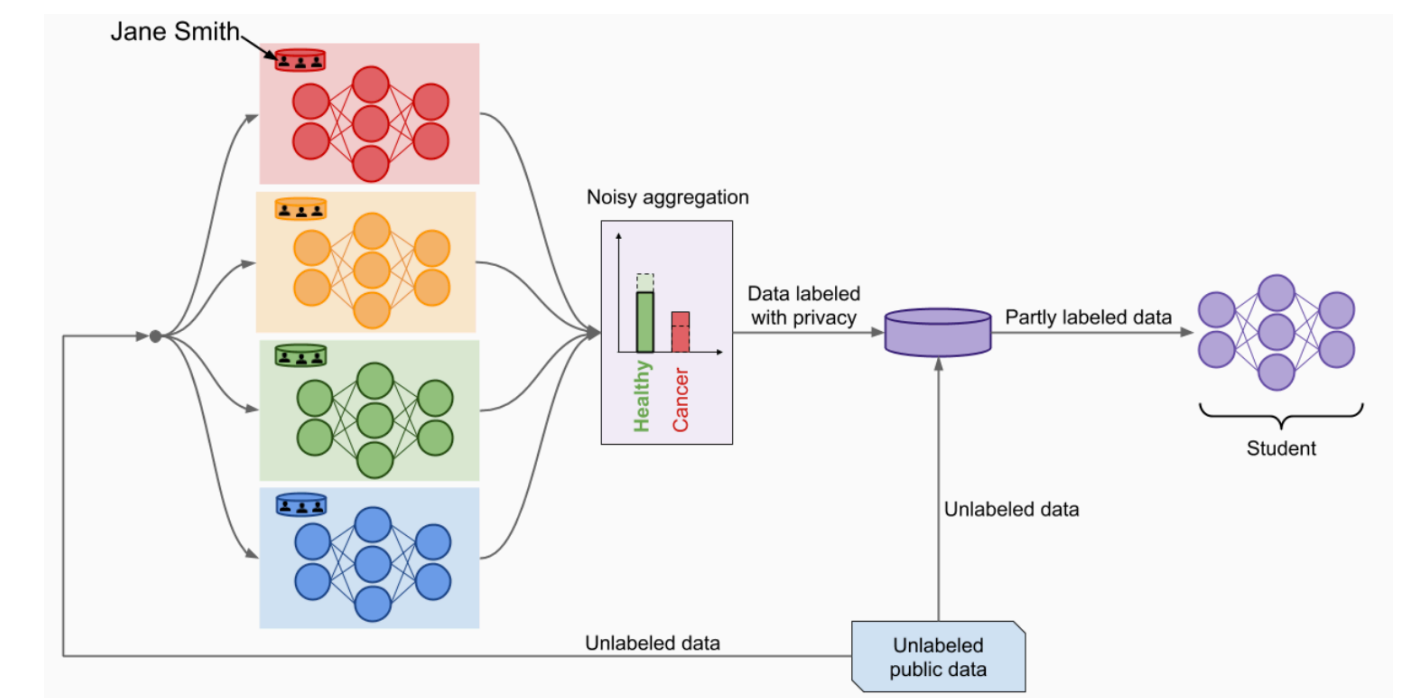 Jane Smith
Noisy aggregation
Healthy
Cancer
Data labeled
with privacy
Partly labeled data
Student
Unlabeled data
Unlabeled data
Unlabeled
public data